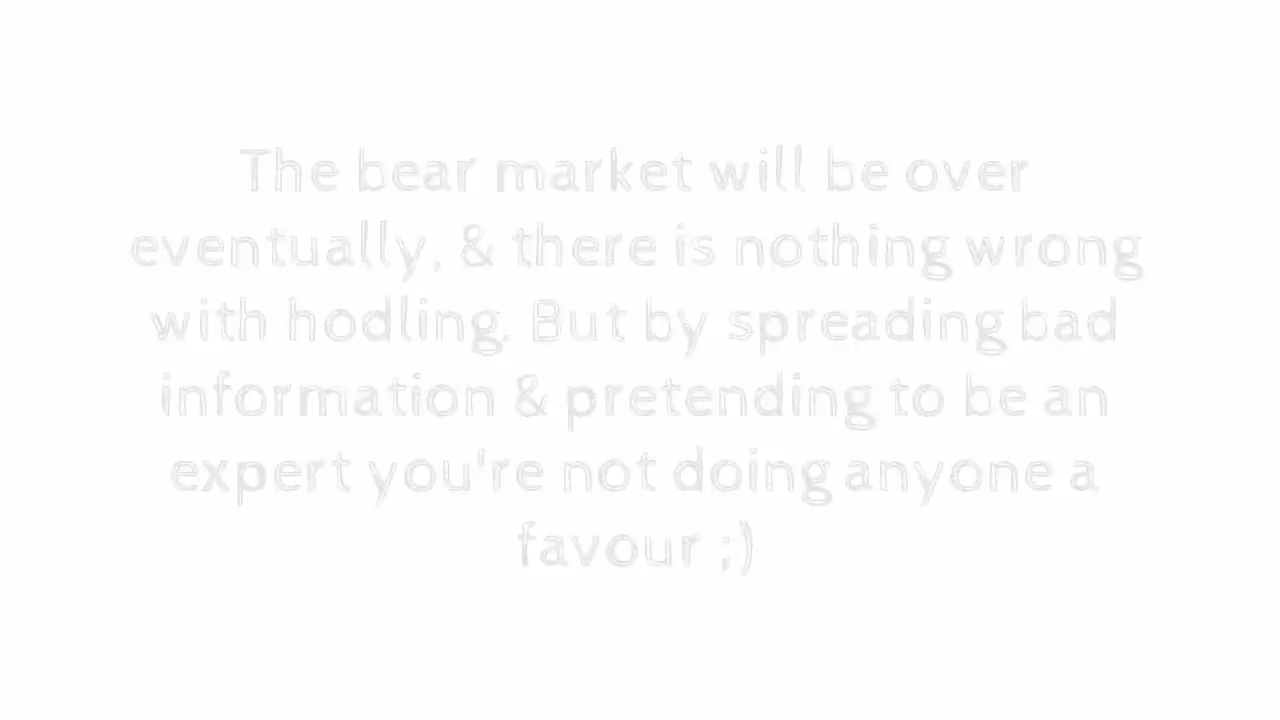 The bear market will be over
eventually, & there is nothing wrong
with hodling. But by spreading bad
information & pretending to be an
expert you're not doing anyone a
favour ;)